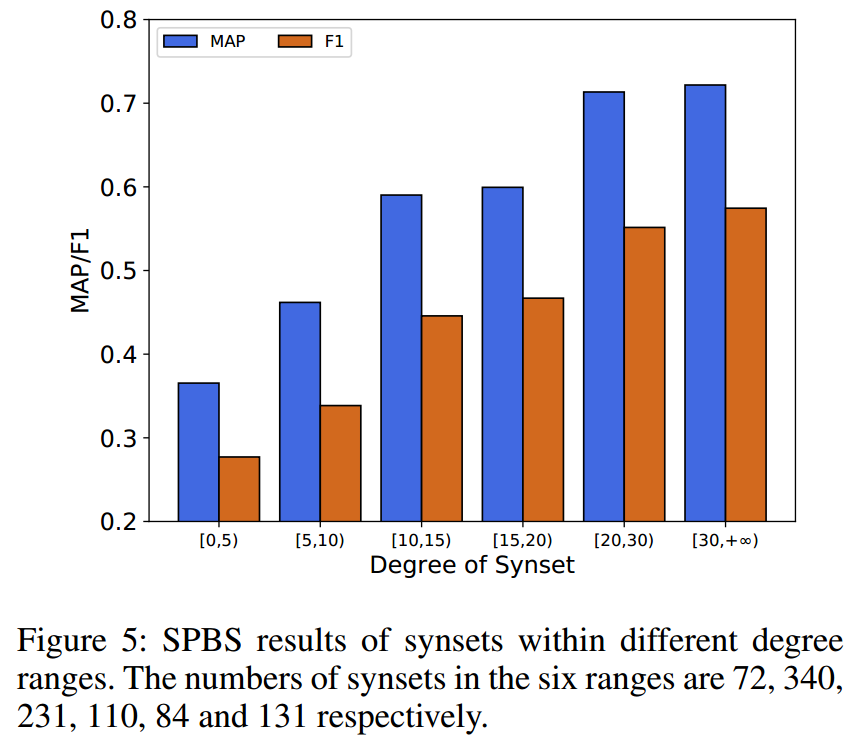 0.8
MAP F1
0.7
0.6
0.5
0.4
0.3
0.2
MAP/F1
[0,5) [5,10) [10,15) [15,20) [20,30) [30,+∞)
Degree of Synset
Figure 5: SPBS results of synsets within different degree
ranges. The numbers of synsets in the six ranges are 72, 340,
231, 110, 84 and 131 respectively.